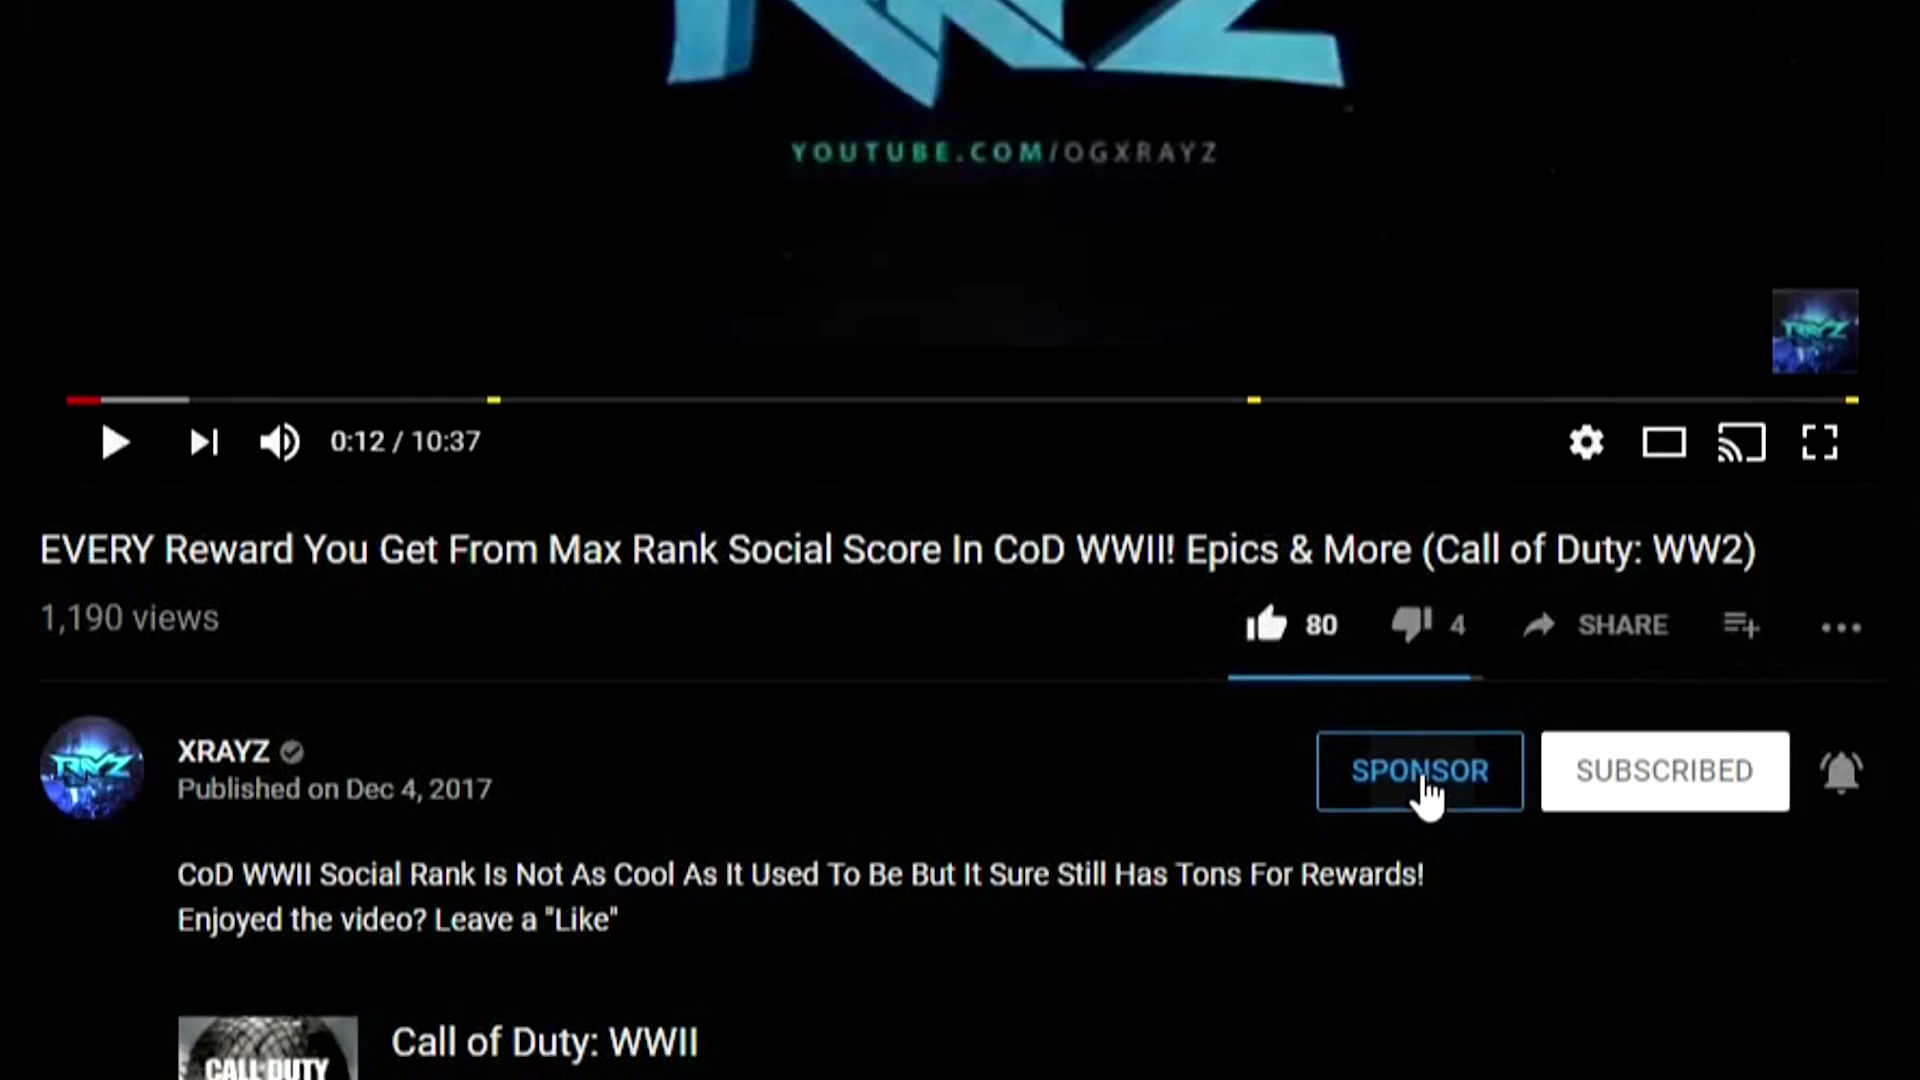 YOUTUBE.COM/OGXRAYZ
0:12 / 10:37
EVERY Reward You Get From Max Rank Social Score In CoD WWII! Epics & More (Call of Duty: WW2)
1,190 views
80 4 SHARE
XRAYZ
Published on Dec 4, 2017
SPONSOR SUBSCRIBED
CoD WWII Social Rank Is Not As Cool As It Used To Be But It Sure Still Has Tons For Rewards!
Enjoyed the video? Leave a "Like"
Call of Duty: WWII
CALL DUTY